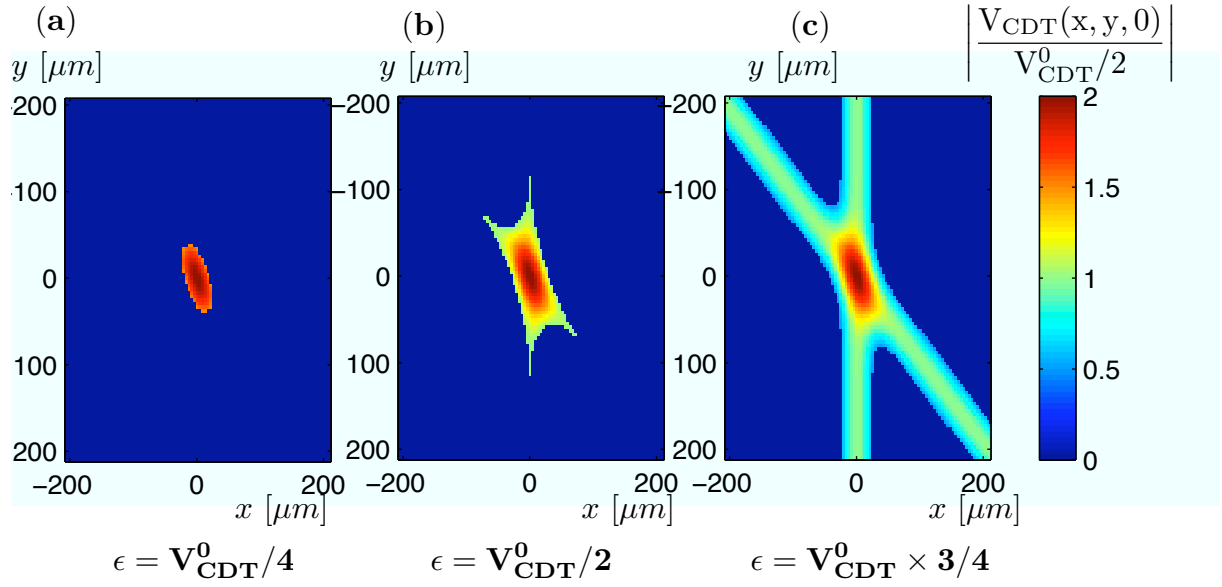 (a) (b) (c) |V_CDT(x, y, 0) / V⁰_CDT/2|
y [μm] y [μm] y [μm]
−200 −200 −200 2
−100 −100 −100 1.5
0 0 0 1
100 100 100 0.5
200 200 200 0
−200 0 200 −200 0 200 −200 0 200
x [μm] x [μm] x [μm]
ϵ = V⁰_CDT/4 ϵ = V⁰_CDT/2 ϵ = V⁰_CDT × 3/4